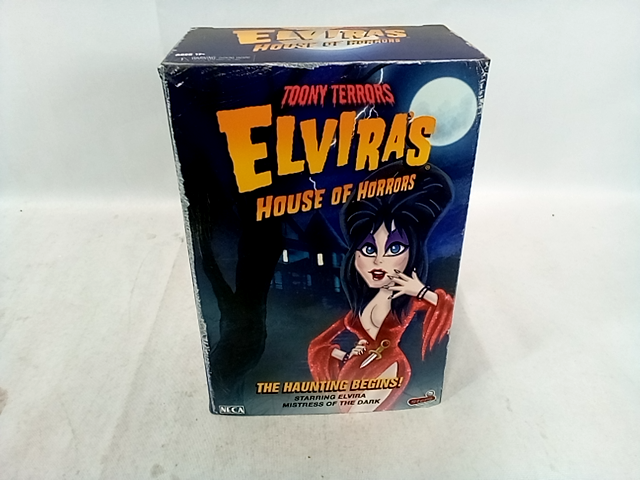 ELVIRA'S
HOUSE OF HORRORS
TOONY TERRORS
ELVIRA'S
HOUSE OF HORRORS
THE HAUNTING BEGINS!
STARRING ELVIRA
MISTRESS OF THE DARK
NECA